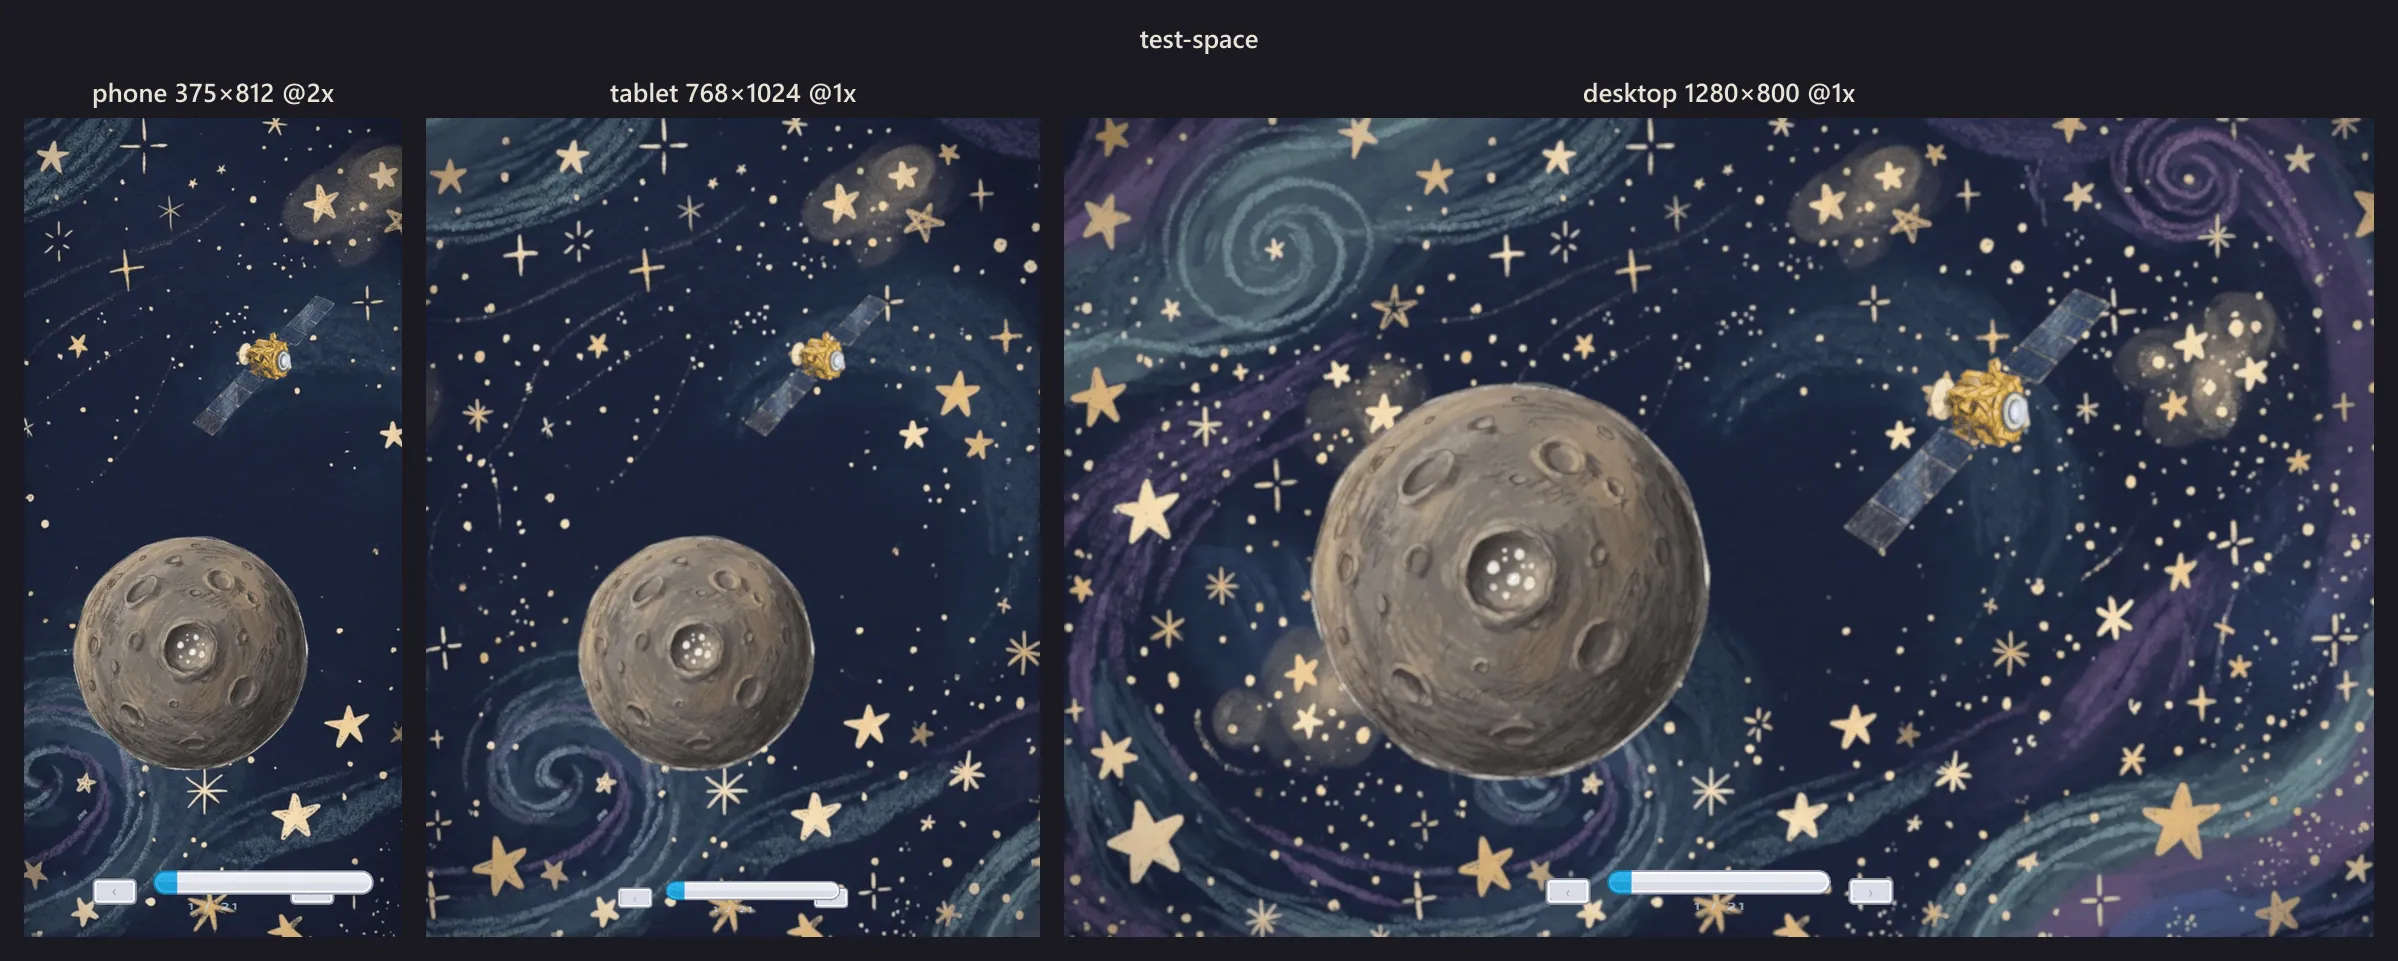 test-space
phone 375×812 @2x
tablet 768×1024 @1x
desktop 1280×800 @1x
‹
‹
‹
›